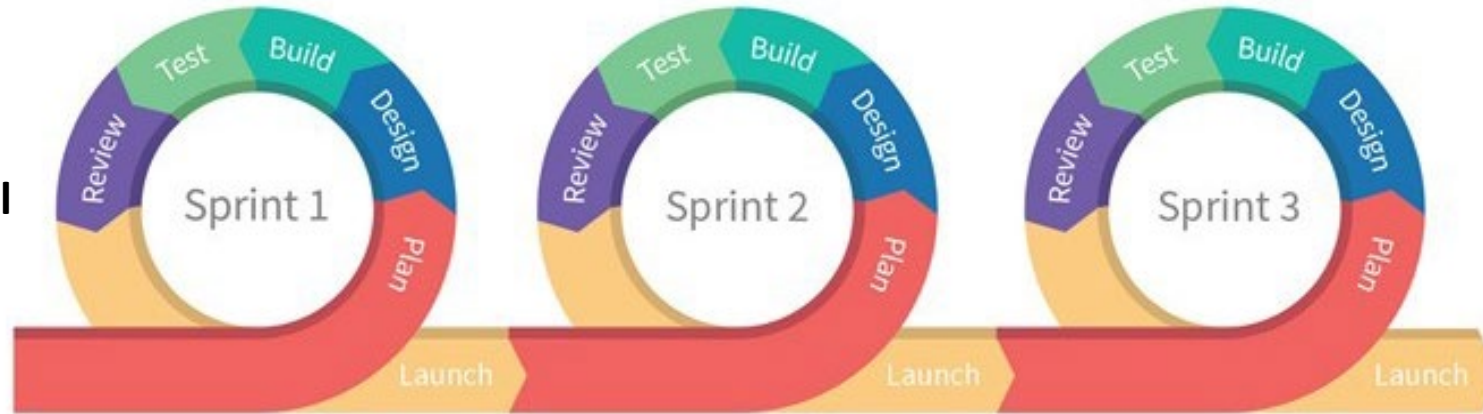 Test
Build
Review
Design
Sprint 1
Plan
Launch
Test
Build
Review
Design
Sprint 2
Plan
Launch
Test
Build
Review
Design
Sprint 3
Plan
Launch